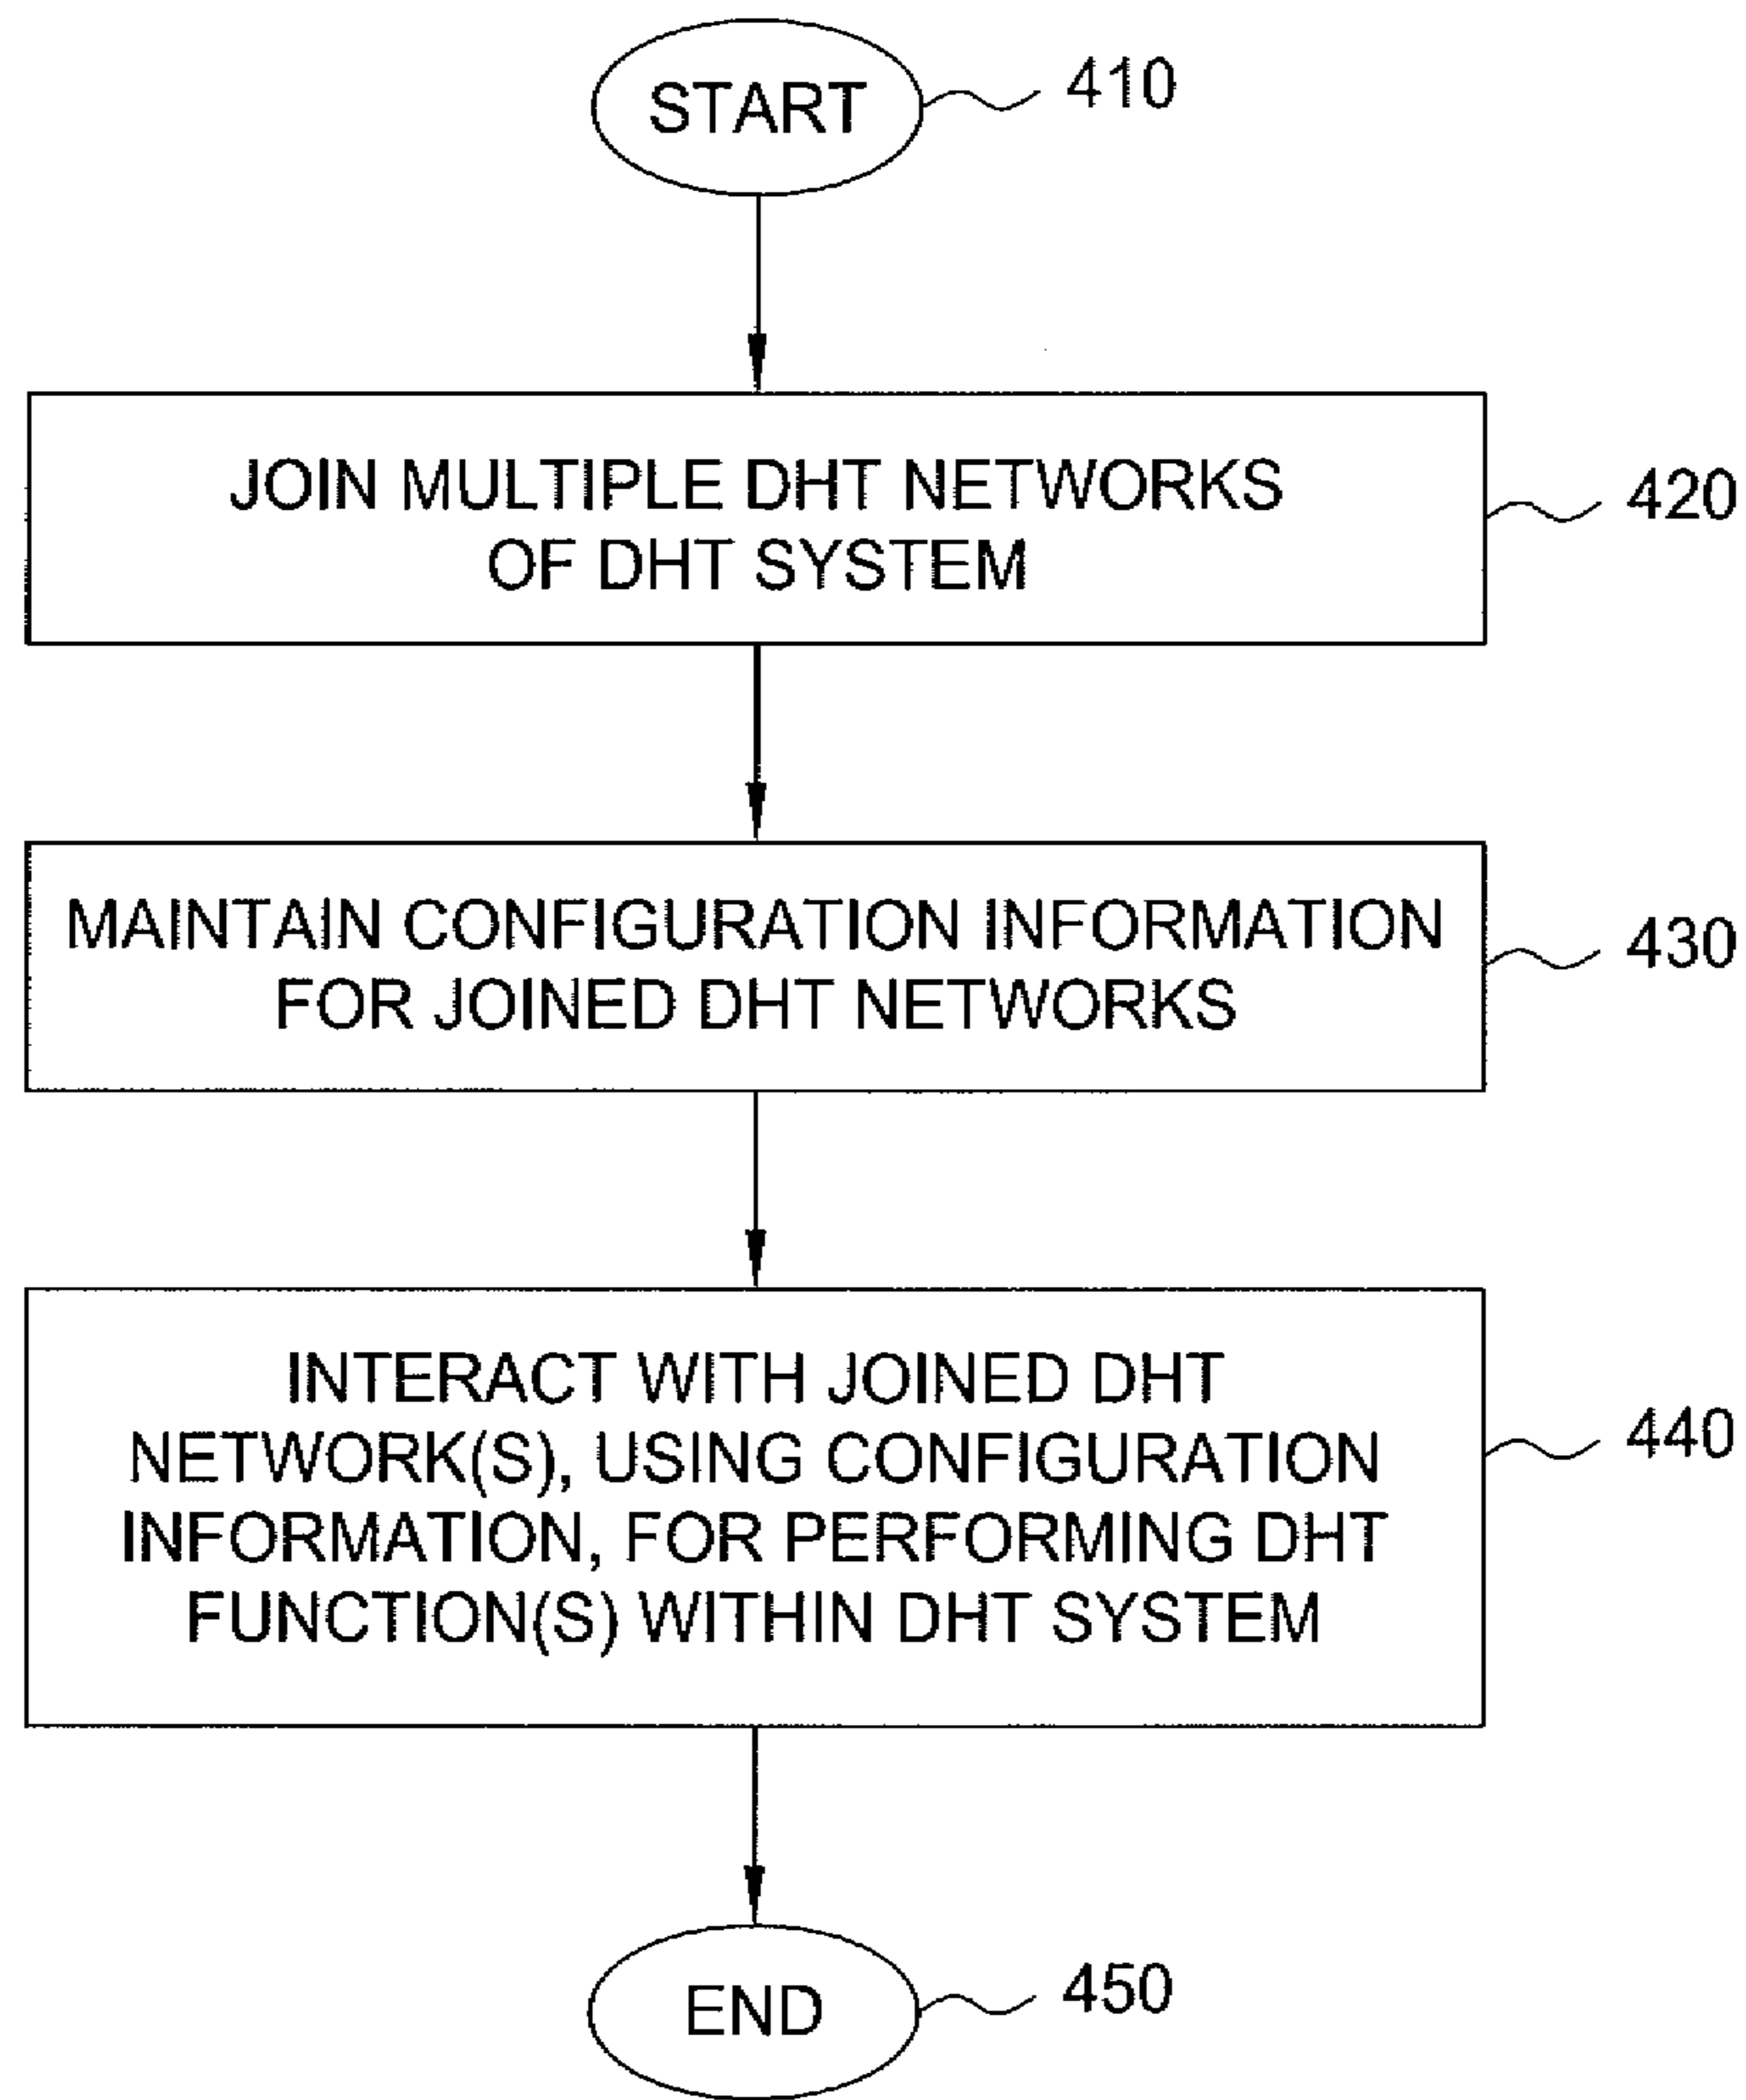 START
410
JOIN MULTIPLE DHT NETWORKS
OF DHT SYSTEM
420
MAINTAIN CONFIGURATION INFORMATION
FOR JOINED DHT NETWORKS
430
INTERACT WITH JOINED DHT
NETWORK(S), USING CONFIGURATION
INFORMATION, FOR PERFORMING DHT
FUNCTION(S) WITHIN DHT SYSTEM
440
END
450